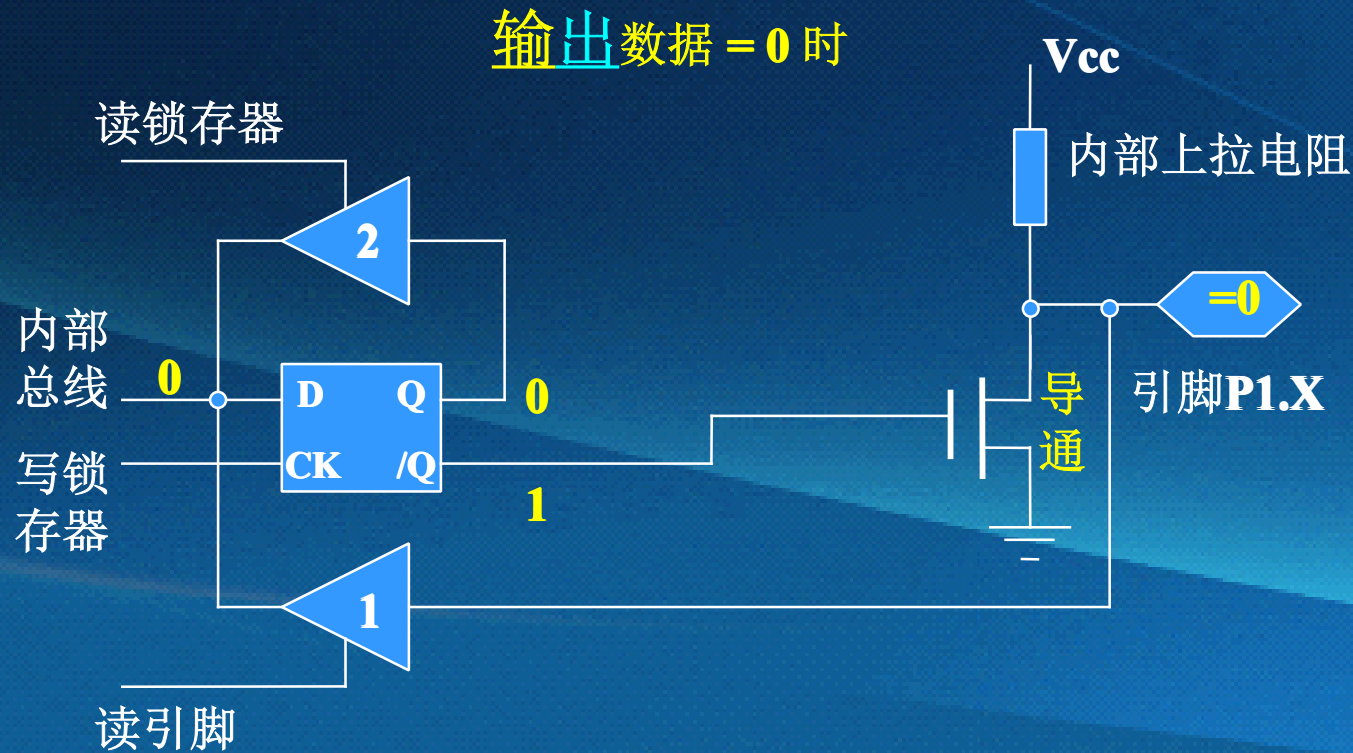 输出数据 = 0 时
Vcc
读锁存器
内部上拉电阻
2
=0
内部
总线
0
D Q
0
导
通
引脚P1.X
写锁
存器
CK /Q
1
1
读引脚